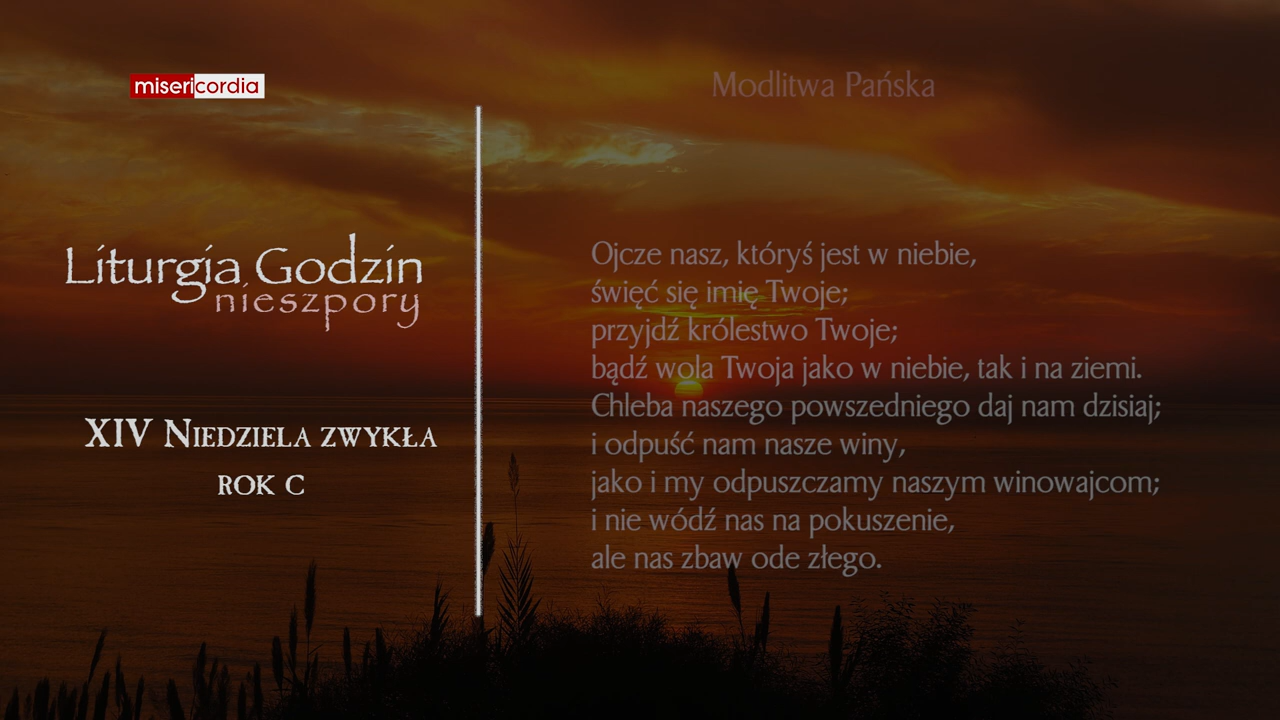 misericordia
Liturgia Godzin
nieszpory
XIV Niedziela zwykła
rok C
Modlitwa Pańska
Ojcze nasz, któryś jest w niebie,
święć się imię Twoje;
przyjdź królestwo Twoje;
bądź wola Twoja jako w niebie, tak i na ziemi.
Chleba naszego powszedniego daj nam dzisiaj;
i odpuść nam nasze winy,
jako i my odpuszczamy naszym winowajcom;
i nie wódź nas na pokuszenie,
ale nas zbaw ode złego.